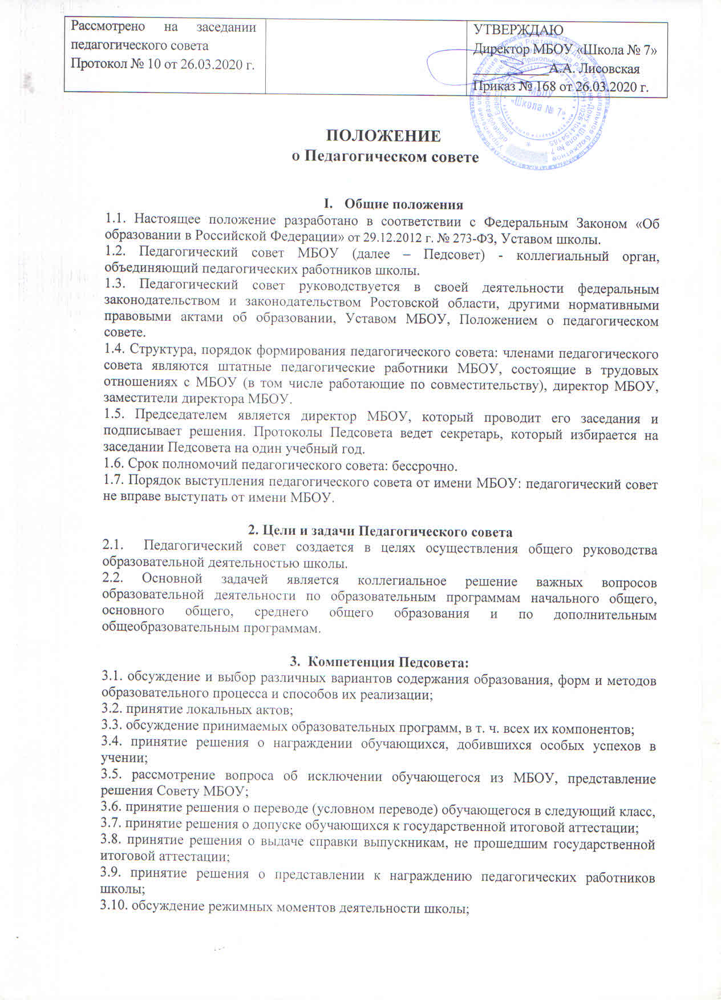 Рассмотрено на заседании
педагогического совета
Протокол № 10 от 26.03.2020 г.
УТВЕРЖДАЮ
Директор МБОУ «Школа № 7»
___________А.А. Лисовская
Приказ № 168 от 26.03.2020 г.
МБОУ
«Школа № 7»
ПОЛОЖЕНИЕ
о Педагогическом совете
I. Общие положения
1.1. Настоящее положение разработано в соответствии с Федеральным Законом «Об
образовании в Российской Федерации» от 29.12.2012 г. № 273-ФЗ, Уставом школы.
1.2. Педагогический совет МБОУ (далее – Педсовет) - коллегиальный орган,
объединяющий педагогических работников школы.
1.3. Педагогический совет руководствуется в своей деятельности федеральным
законодательством и законодательством Ростовской области, другими нормативными
правовыми актами об образовании, Уставом МБОУ, Положением о педагогическом
совете.
1.4. Структура, порядок формирования педагогического совета: членами педагогического
совета являются штатные педагогические работники МБОУ, состоящие в трудовых
отношениях с МБОУ (в том числе работающие по совместительству), директор МБОУ,
заместители директора МБОУ.
1.5. Председателем является директор МБОУ, который проводит его заседания и
подписывает решения. Протоколы Педсовета ведет секретарь, который избирается на
заседании Педсовета на один учебный год.
1.6. Срок полномочий педагогического совета: бессрочно.
1.7. Порядок выступления педагогического совета от имени МБОУ: педагогический совет
не вправе выступать от имени МБОУ.
2. Цели и задачи Педагогического совета
2.1. Педагогический совет создается в целях осуществления общего руководства
образовательной деятельностью школы.
2.2. Основной задачей является коллегиальное решение важных вопросов
образовательной деятельности по образовательным программам начального общего,
основного общего, среднего общего образования и по дополнительным
общеобразовательным программам.
3. Компетенция Педсовета:
3.1. обсуждение и выбор различных вариантов содержания образования, форм и методов
образовательного процесса и способов их реализации;
3.2. принятие локальных актов;
3.3. обсуждение принимаемых образовательных программ, в т. ч. всех их компонентов;
3.4. принятие решения о награждении обучающихся, добившихся особых успехов в
учении;
3.5. рассмотрение вопроса об исключении обучающегося из МБОУ, представление
решения Совету МБОУ;
3.6. принятие решения о переводе (условном переводе) обучающегося в следующий класс,
3.7. принятие решения о допуске обучающихся к государственной итоговой аттестации;
3.8. принятие решения о выдаче справки выпускникам, не прошедшим государственной
итоговой аттестации;
3.9. принятие решения о представлении к награждению педагогических работников
школы;
3.10. обсуждение режимных моментов деятельности школы;